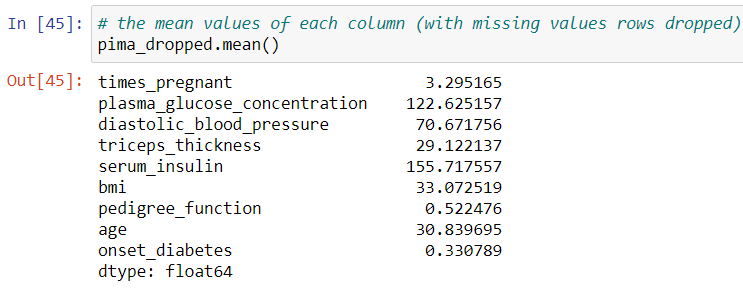 In [45]: # the mean values of each column (with missing values rows dropped)
pima_dropped.mean()
Out[45]: times_pregnant 3.295165
plasma_glucose_concentration 122.625157
diastolic_blood_pressure 70.671756
triceps_thickness 29.122137
serum_insulin 155.717557
bmi 33.072519
pedigree_function 0.522476
age 30.839695
onset_diabetes 0.330789
dtype: float64